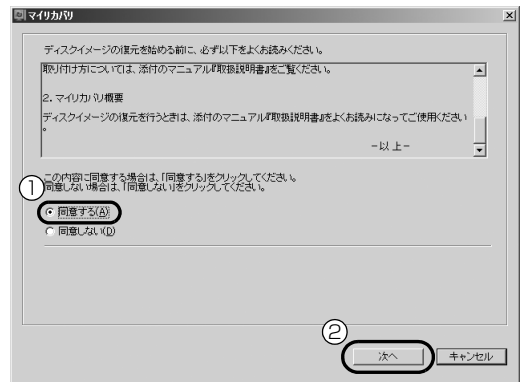 マイリカバリ
ディスクイメージの復元を始める前に、必ず以下をよくお読みください。
取り付け方については、添付のマニュアル『取扱説明書』をご覧ください。
2. マイリカバリ概要
ディスクイメージの復元を行うときは、添付のマニュアル『取扱説明書』をよくお読みになってご使用ください
。
－以 上－
この内容に同意する場合は、「同意する」をクリックしてください。
同意しない場合は、「同意しない」をクリックしてください。
①
同意する(A)
同意しない(D)
②
次へ
キャンセル